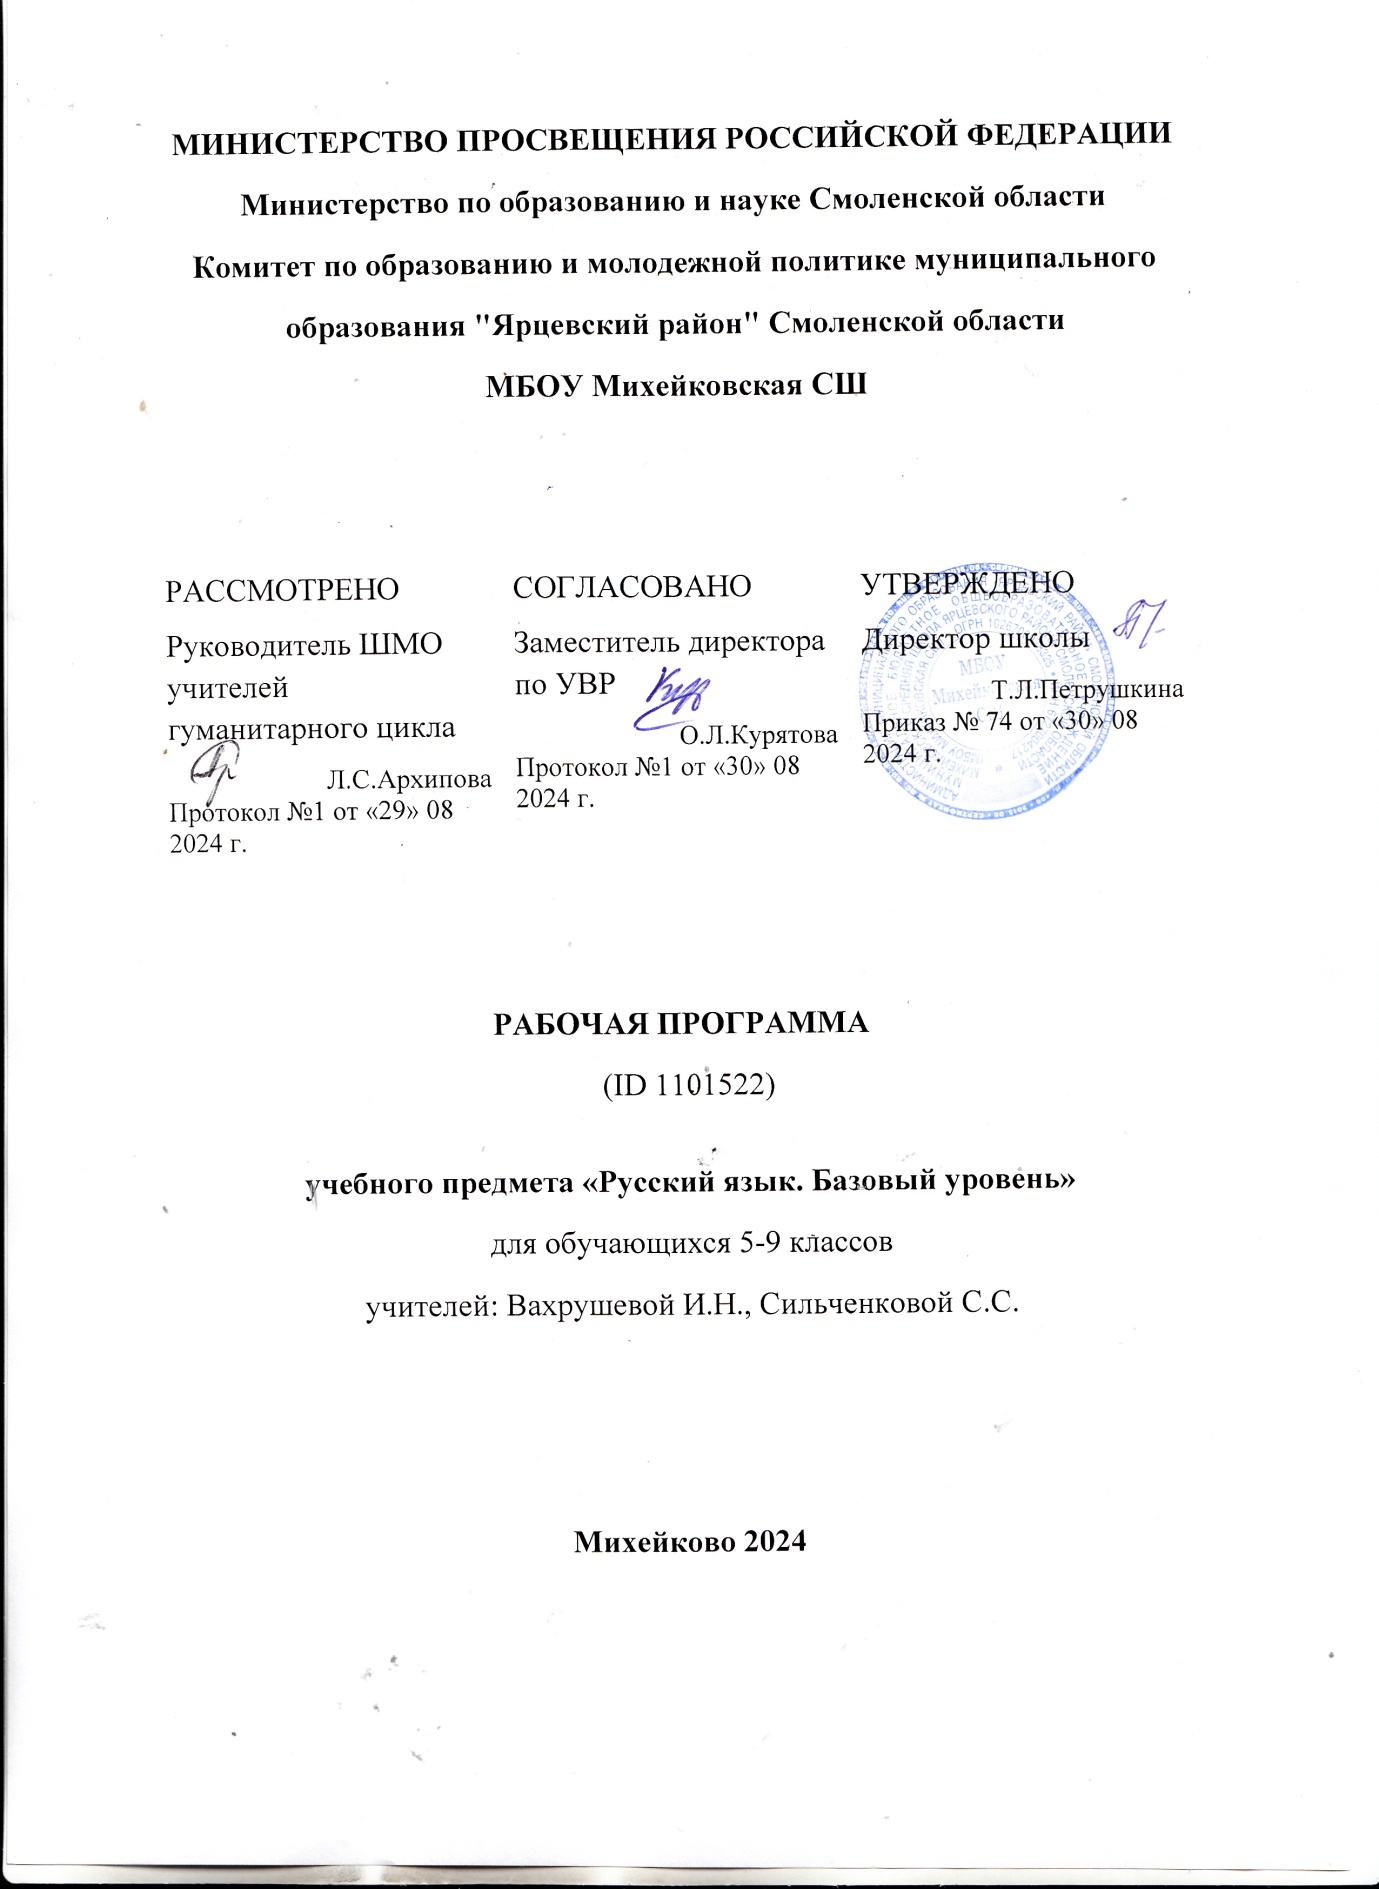 МИНИСТЕРСТВО ПРОСВЕЩЕНИЯ РОССИЙСКОЙ ФЕДЕРАЦИИ
Министерство по образованию и науке Смоленской области
Комитет по образованию и молодежной политике муниципального
образования "Ярцевский район" Смоленской области
МБОУ Михейковская СШ
РАССМОТРЕНО
Руководитель ШМО
учителей
гуманитарного цикла
Л.С.Архипова
Протокол №1 от «29» 08
2024 г.
СОГЛАСОВАНО
Заместитель директора
по УВР
О.Л.Курятова
Протокол №1 от «30» 08
2024 г.
УТВЕРЖДЕНО
Директор школы
Т.Л.Петрушкина
Приказ № 74 от «30» 08
2024 г.
МБОУ
РАБОЧАЯ ПРОГРАММА
(ID 1101522)
учебного предмета «Русский язык. Базовый уровень»
для обучающихся 5-9 классов
учителей: Вахрушевой И.Н., Сильченковой С.С.
Михейково 2024